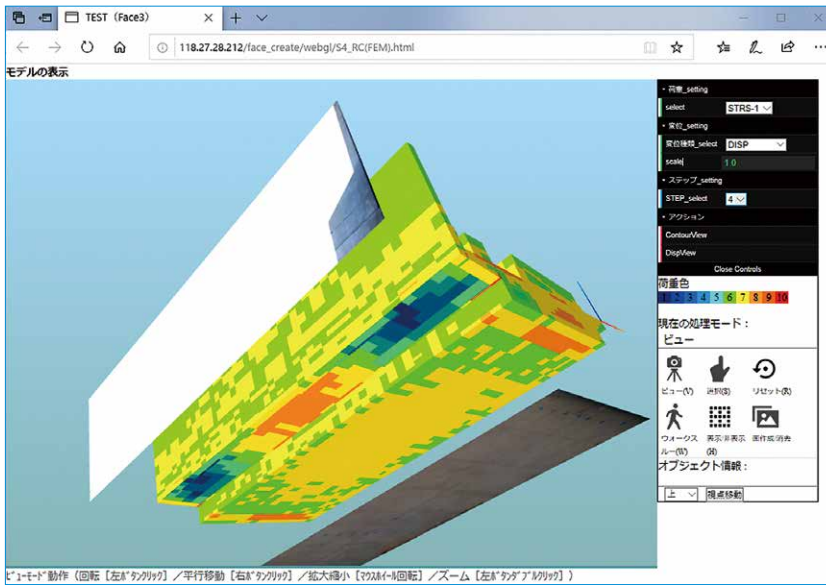 TEST (Face3)
118.27.28.212/face_create/webgl/S4_RC(FEM).html
モデルの表示
・荷重_setting
select STRS-1
・変位_setting
変位種類_select DISP
scale 1.0
・ステップ_setting
STEP_select 4
・アクション
ContourView
DispView
Close Controls
荷重色
1 2 3 4 5 6 7 8 9 10
現在の処理モード：
ビュー
ビュー(V) 選択(S) リセット(R)
ウォークスルー(W) 表示/非表示(H) 画作成/消去
オブジェクト情報：
上 視点移動
ﾋﾞｭｰﾓｰﾄﾞ動作（回転［左ﾎﾞﾀﾝｸﾘｯｸ］／平行移動［右ﾎﾞﾀﾝｸﾘｯｸ］／拡大縮小［ﾏｳｽﾎｲｰﾙ回転］／ズーム［左ﾎﾞﾀﾝﾀﾞﾌﾞﾙｸﾘｯｸ］）